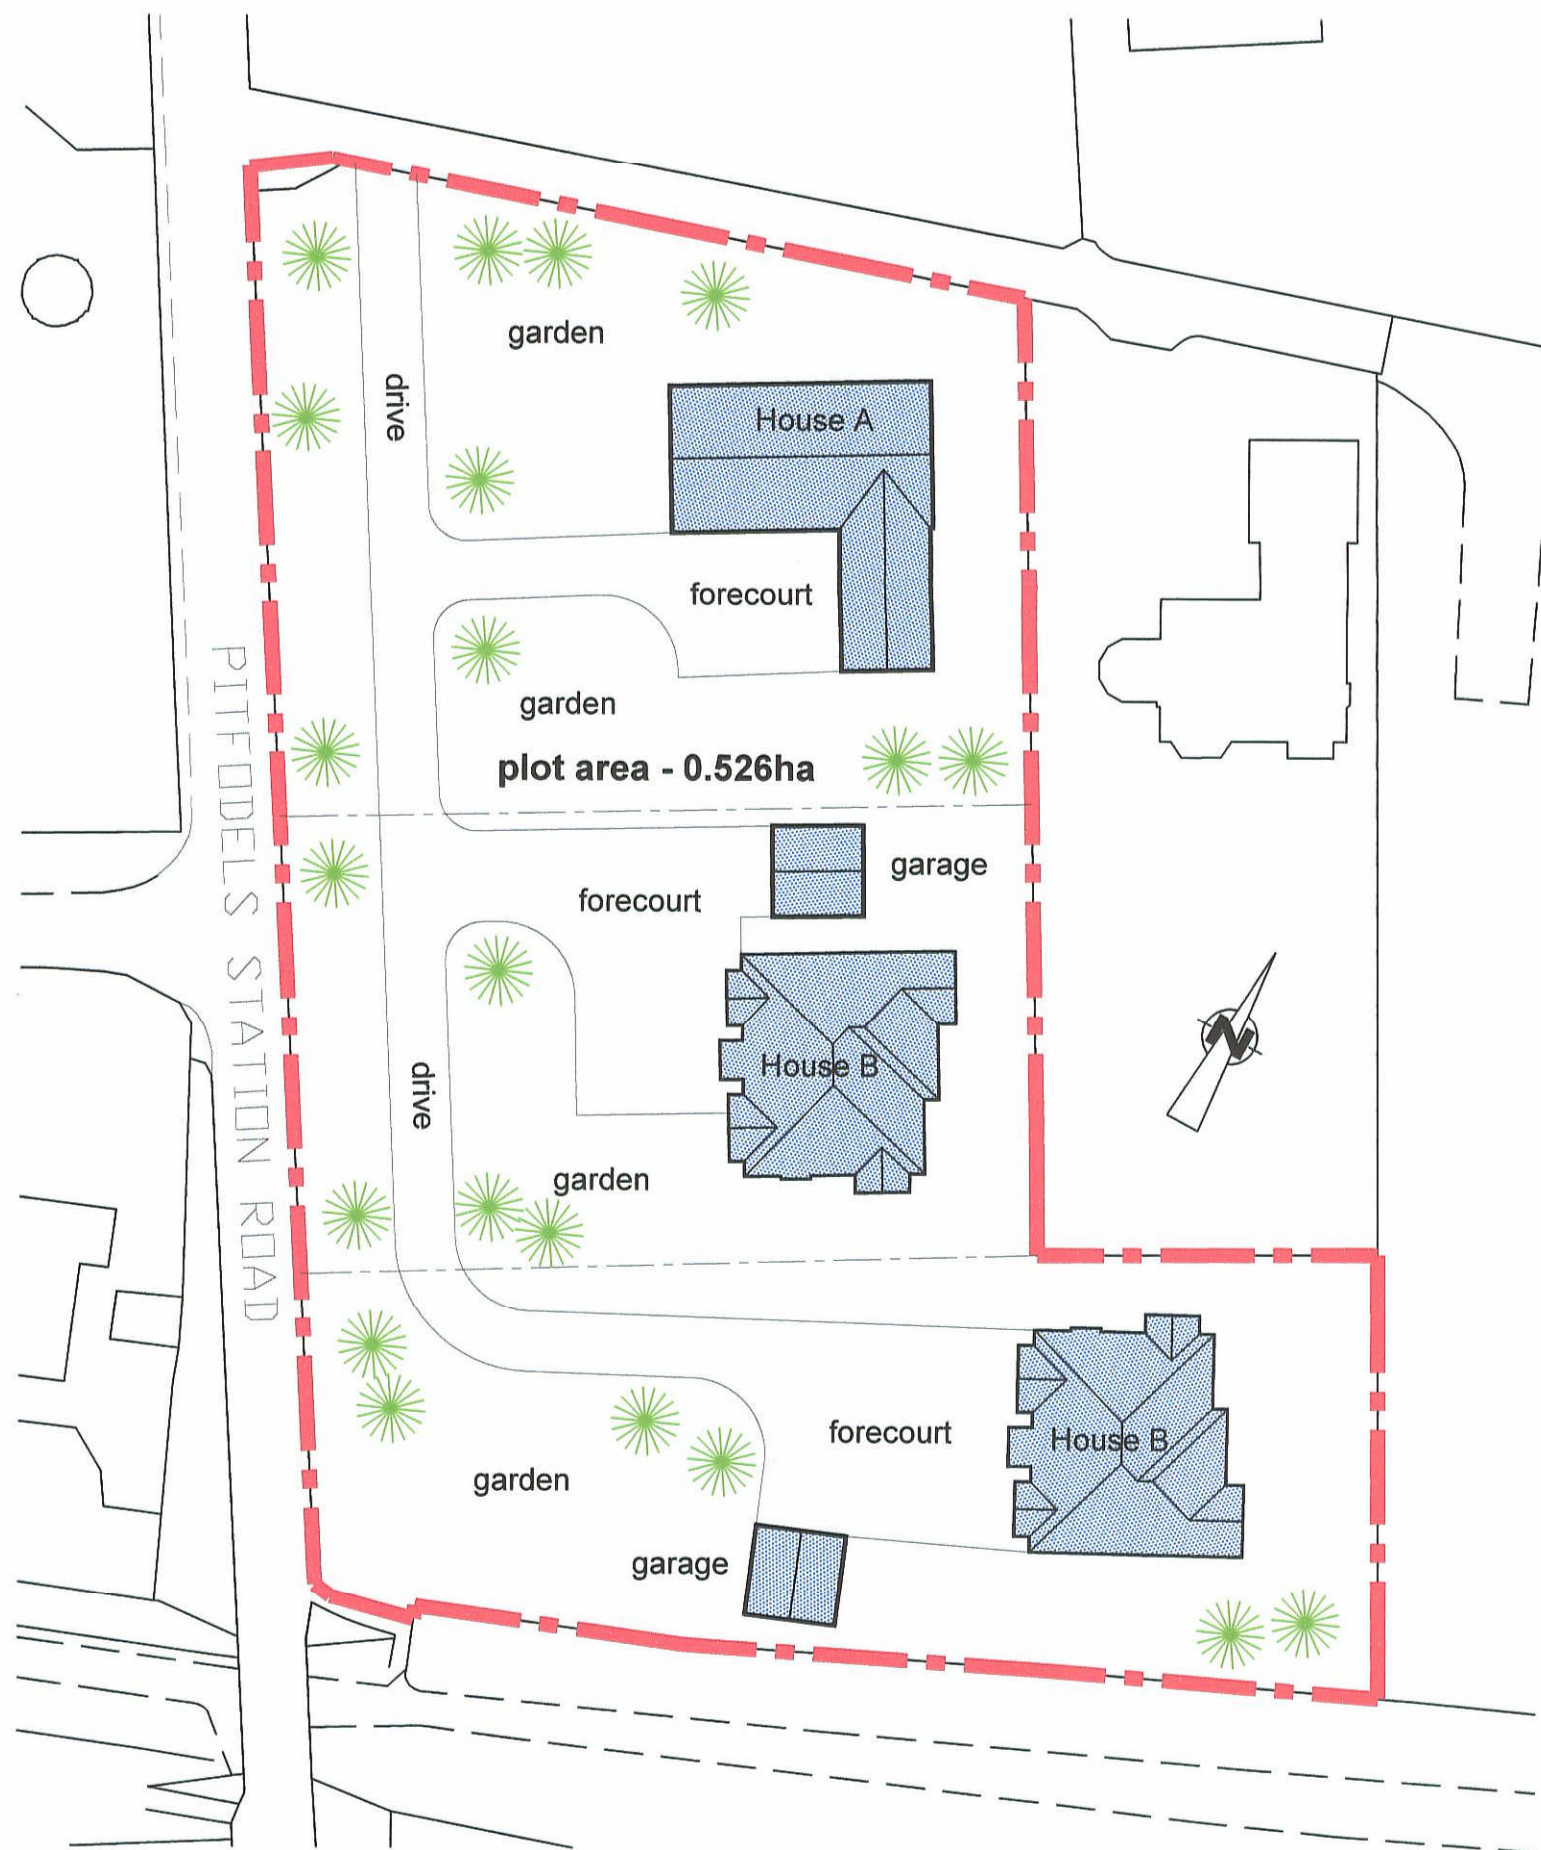 garden
drive
House A
forecourt
garden
plot area - 0.526ha
PITFODELS STATION ROAD
garage
forecourt
N
House B
drive
garden
forecourt
House B
garden
garage